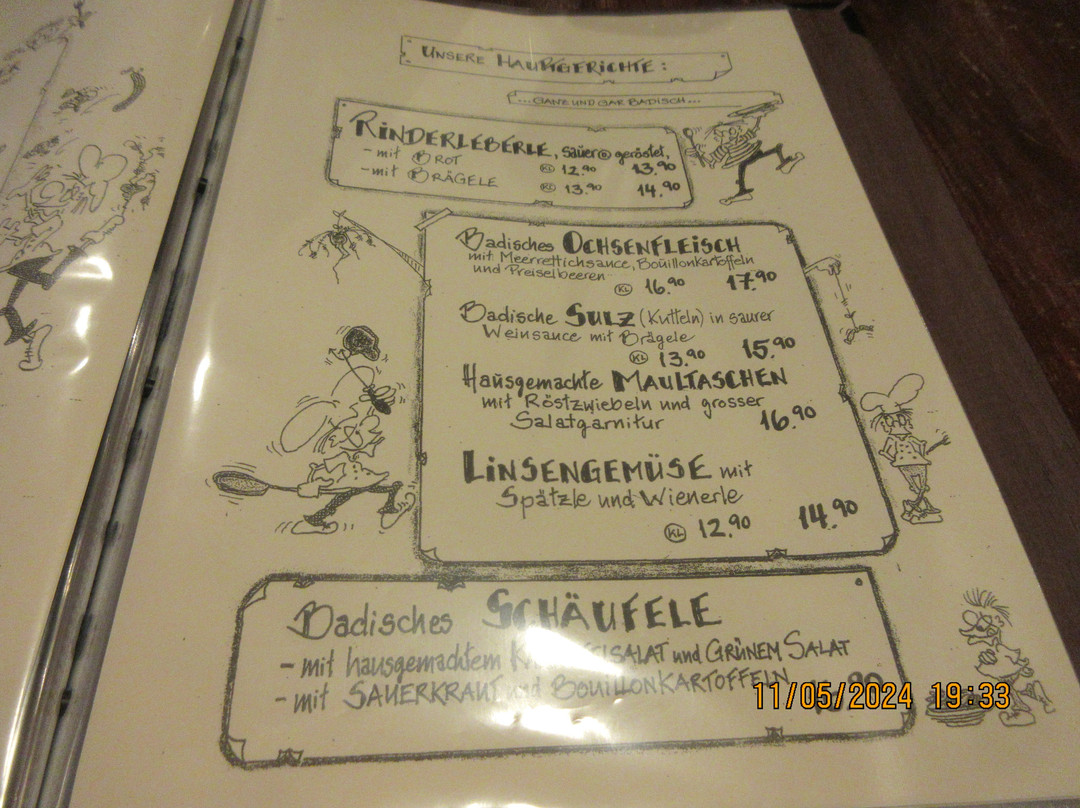 UNSERE HAUPTGERICHTE:
...GANZ UND GAR BADISCH...
RINDERLEBERLE, sauer o geröstet,
- mit BROT KL 12.90 13.90
- mit BRÄGELE KL 13.90 14.90
Badisches OCHSENFLEISCH
mit Meerrettichsauce, Bouillonkartoffeln
und Preiselbeeren
KL 16.90 17.90
Badische SULZ (Kutteln) in saurer
Weinsauce mit Brägele
KL 13.90 15.90
Hausgemachte MAULTASCHEN
mit Röstzwiebeln und grosser
Salatgarnitur 16.90
LINSENGEMÜSE mit
Spätzle und Wienerle
KL 12.90 14.90
Badisches SCHÄUFELE
- mit hausgemachtem KARTOFFELSALAT und GRÜNEM SALAT
- mit SAUERKRAUT und BOUILLONKARTOFFELN
11/05/2024 19:33